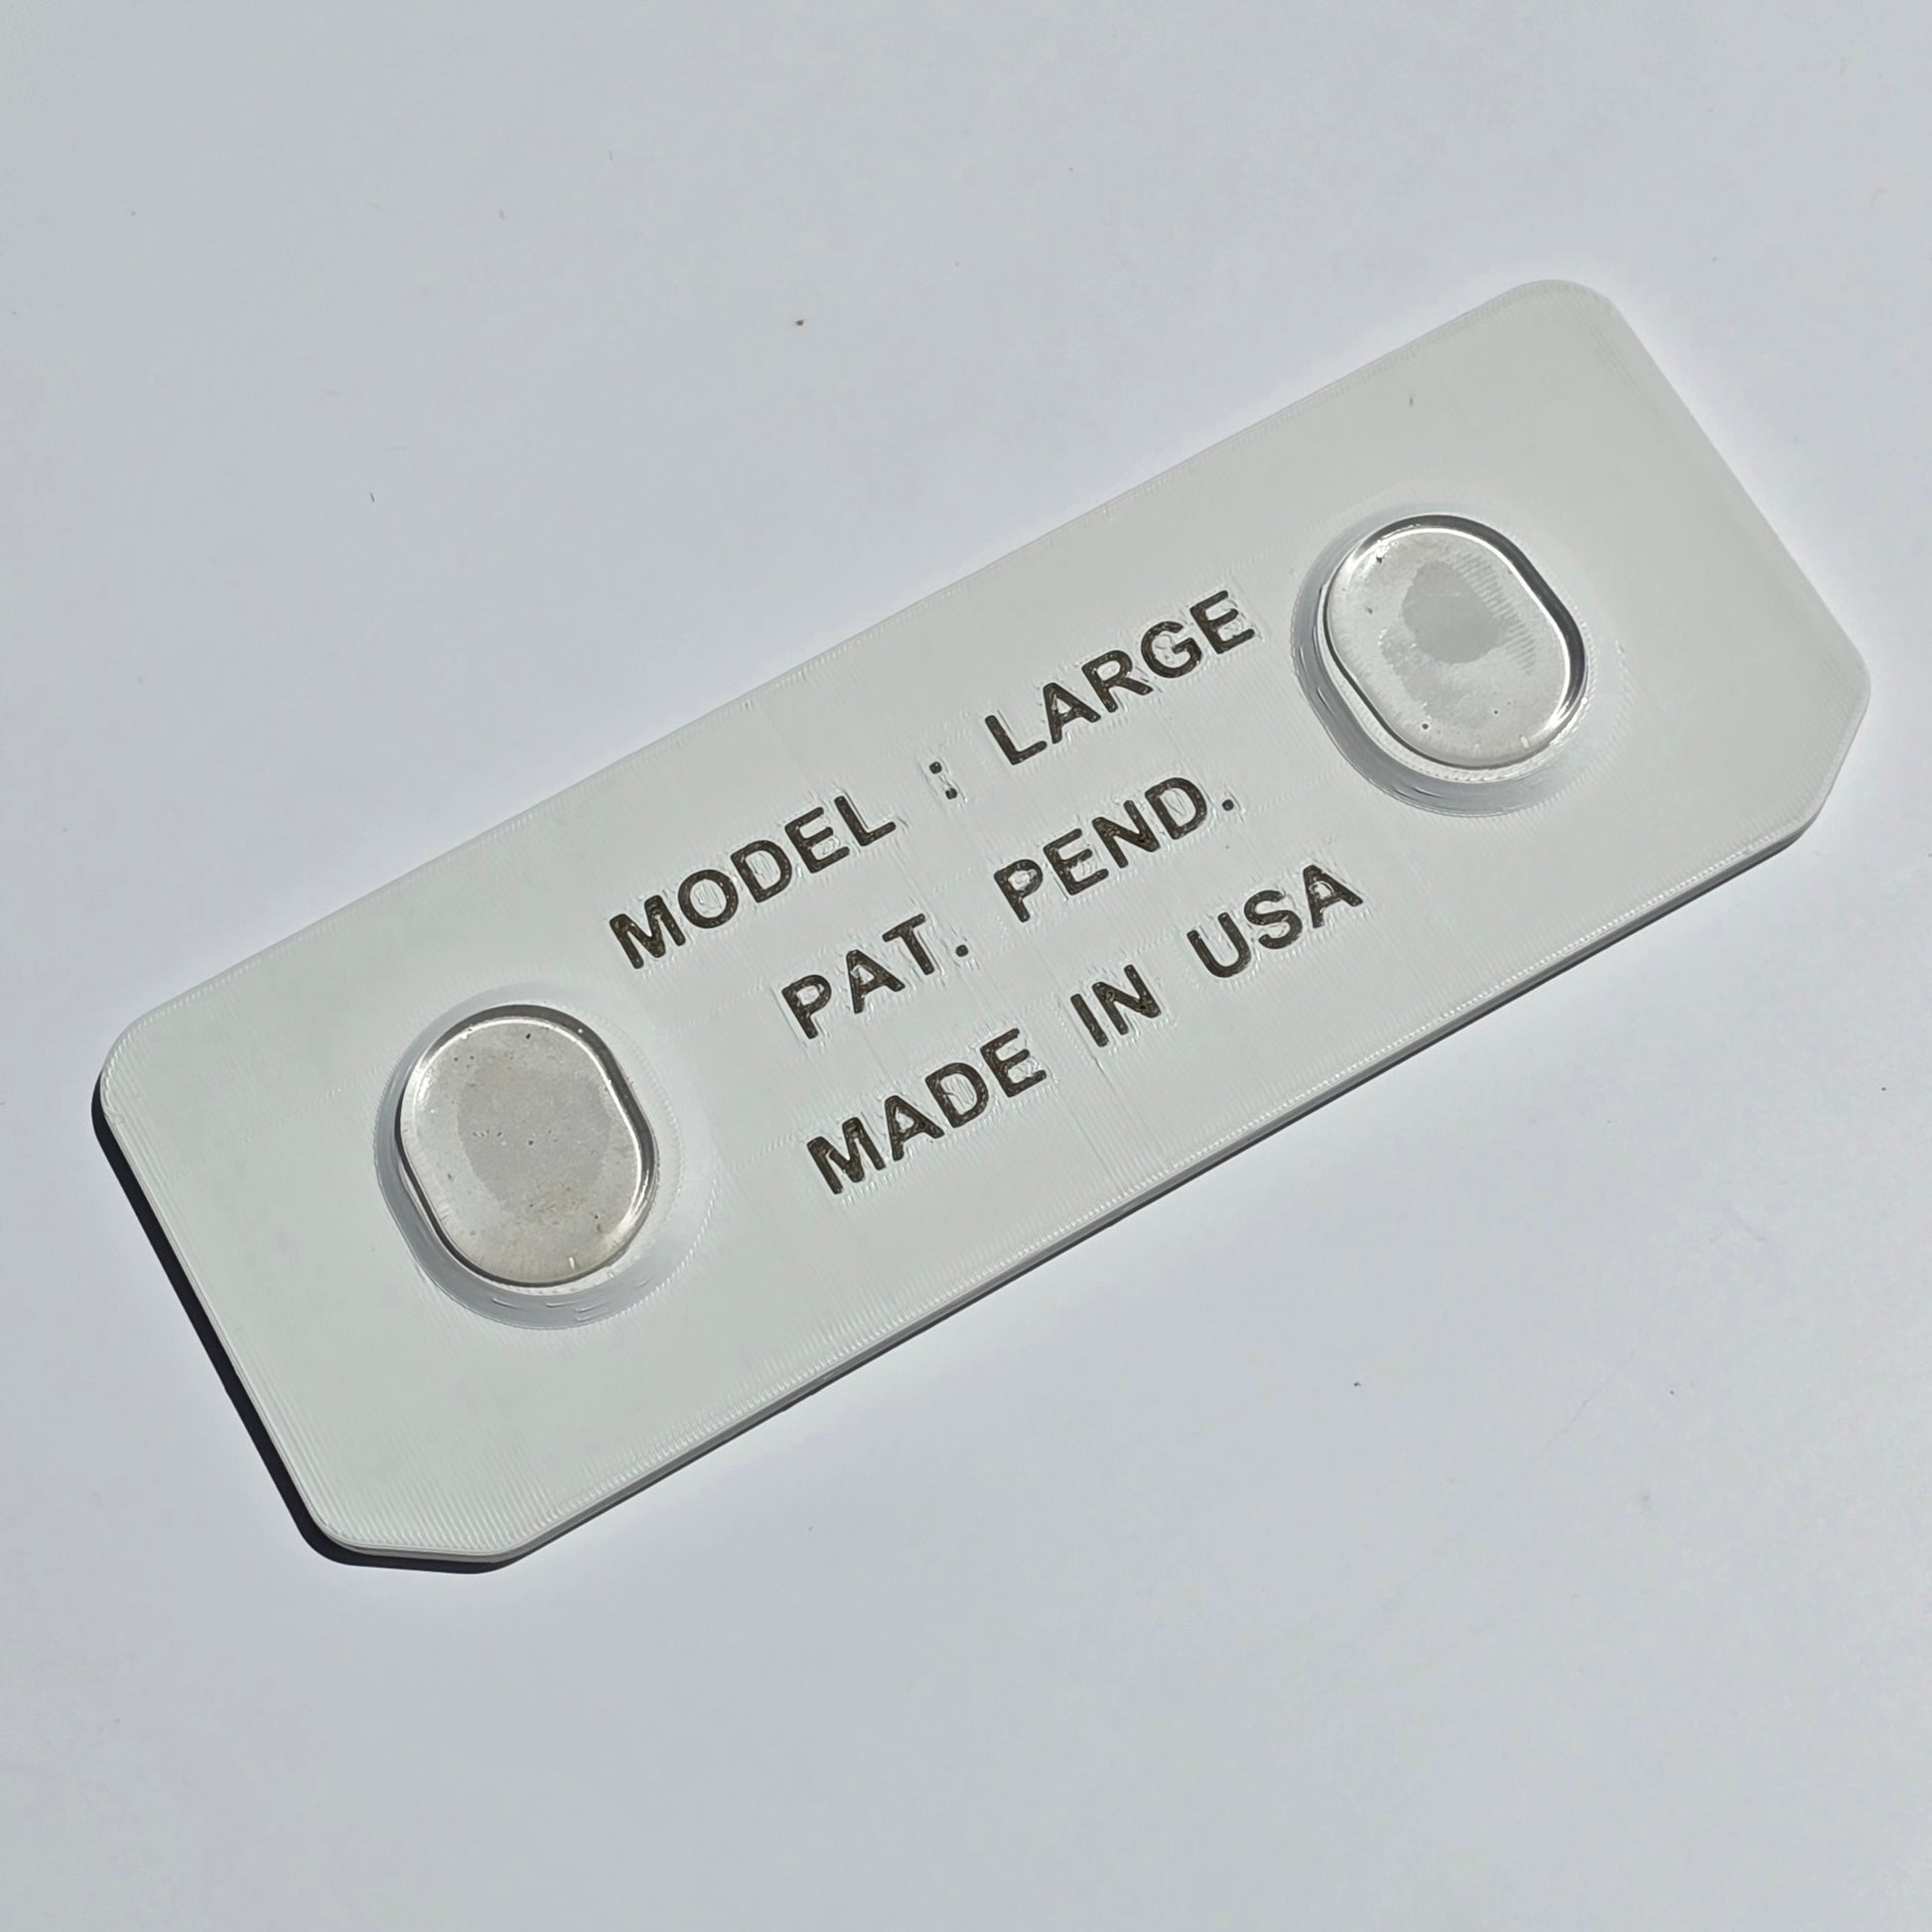 MODEL : LARGE
PAT. PEND.
MADE IN USA